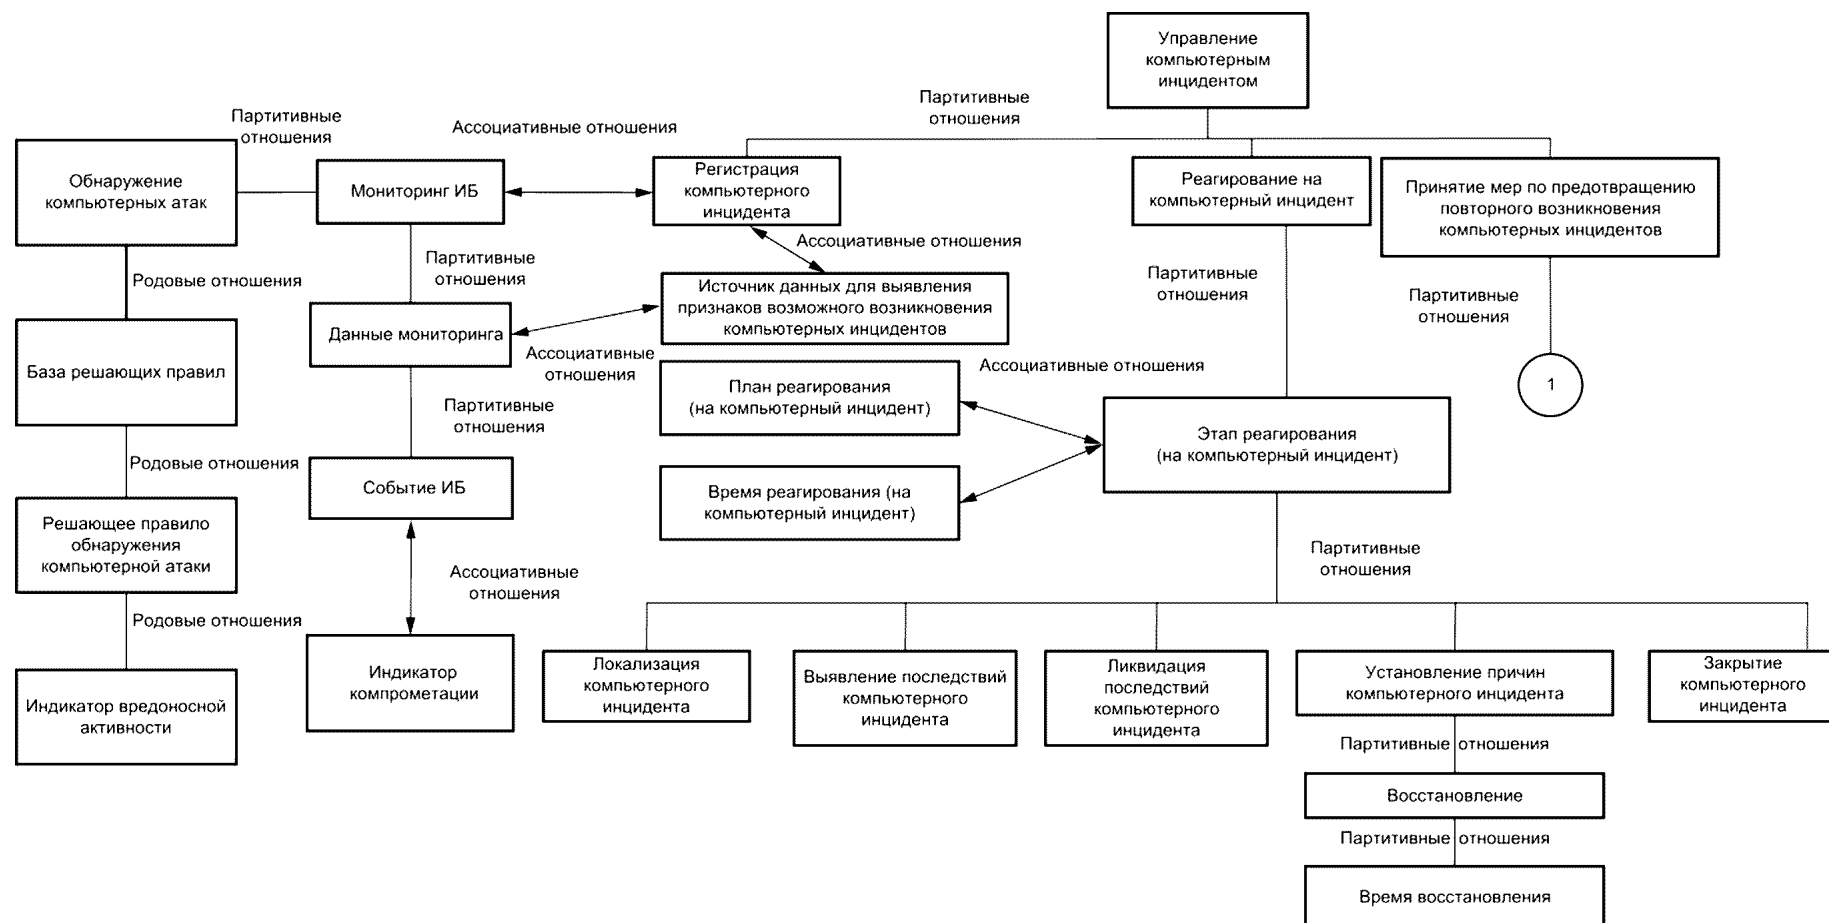 Управление
компьютерным
инцидентом
Партитивные
отношения
Партитивные
отношения
Ассоциативные отношения
Обнаружение
компьютерных атак
Мониторинг ИБ
Регистрация
компьютерного
инцидента
Реагирование на
компьютерный инцидент
Принятие мер по предотвращению
повторного возникновения
компьютерных инцидентов
Ассоциативные отношения
Партитивные
отношения
Родовые отношения
Партитивные
отношения
Партитивные
отношения
Источник данных для выявления
признаков возможного возникновения
компьютерных инцидентов
Данные мониторинга
Ассоциативные
отношения
База решающих правил
Ассоциативные отношения
План реагирования
(на компьютерный инцидент)
1
Партитивные
отношения
Этап реагирования
(на компьютерный инцидент)
Родовые отношения
Событие ИБ
Время реагирования (на
компьютерный инцидент)
Решающее правило
обнаружения
компьютерной атаки
Партитивные
отношения
Ассоциативные
отношения
Родовые отношения
Индикатор
компрометации
Локализация
компьютерного
инцидента
Выявление последствий
компьютерного
инцидента
Ликвидация
последствий
компьютерного
инцидента
Установление причин
компьютерного инцидента
Закрытие
компьютерного
инцидента
Индикатор вредоносной
активности
Партитивные отношения
Восстановление
Партитивные отношения
Время восстановления